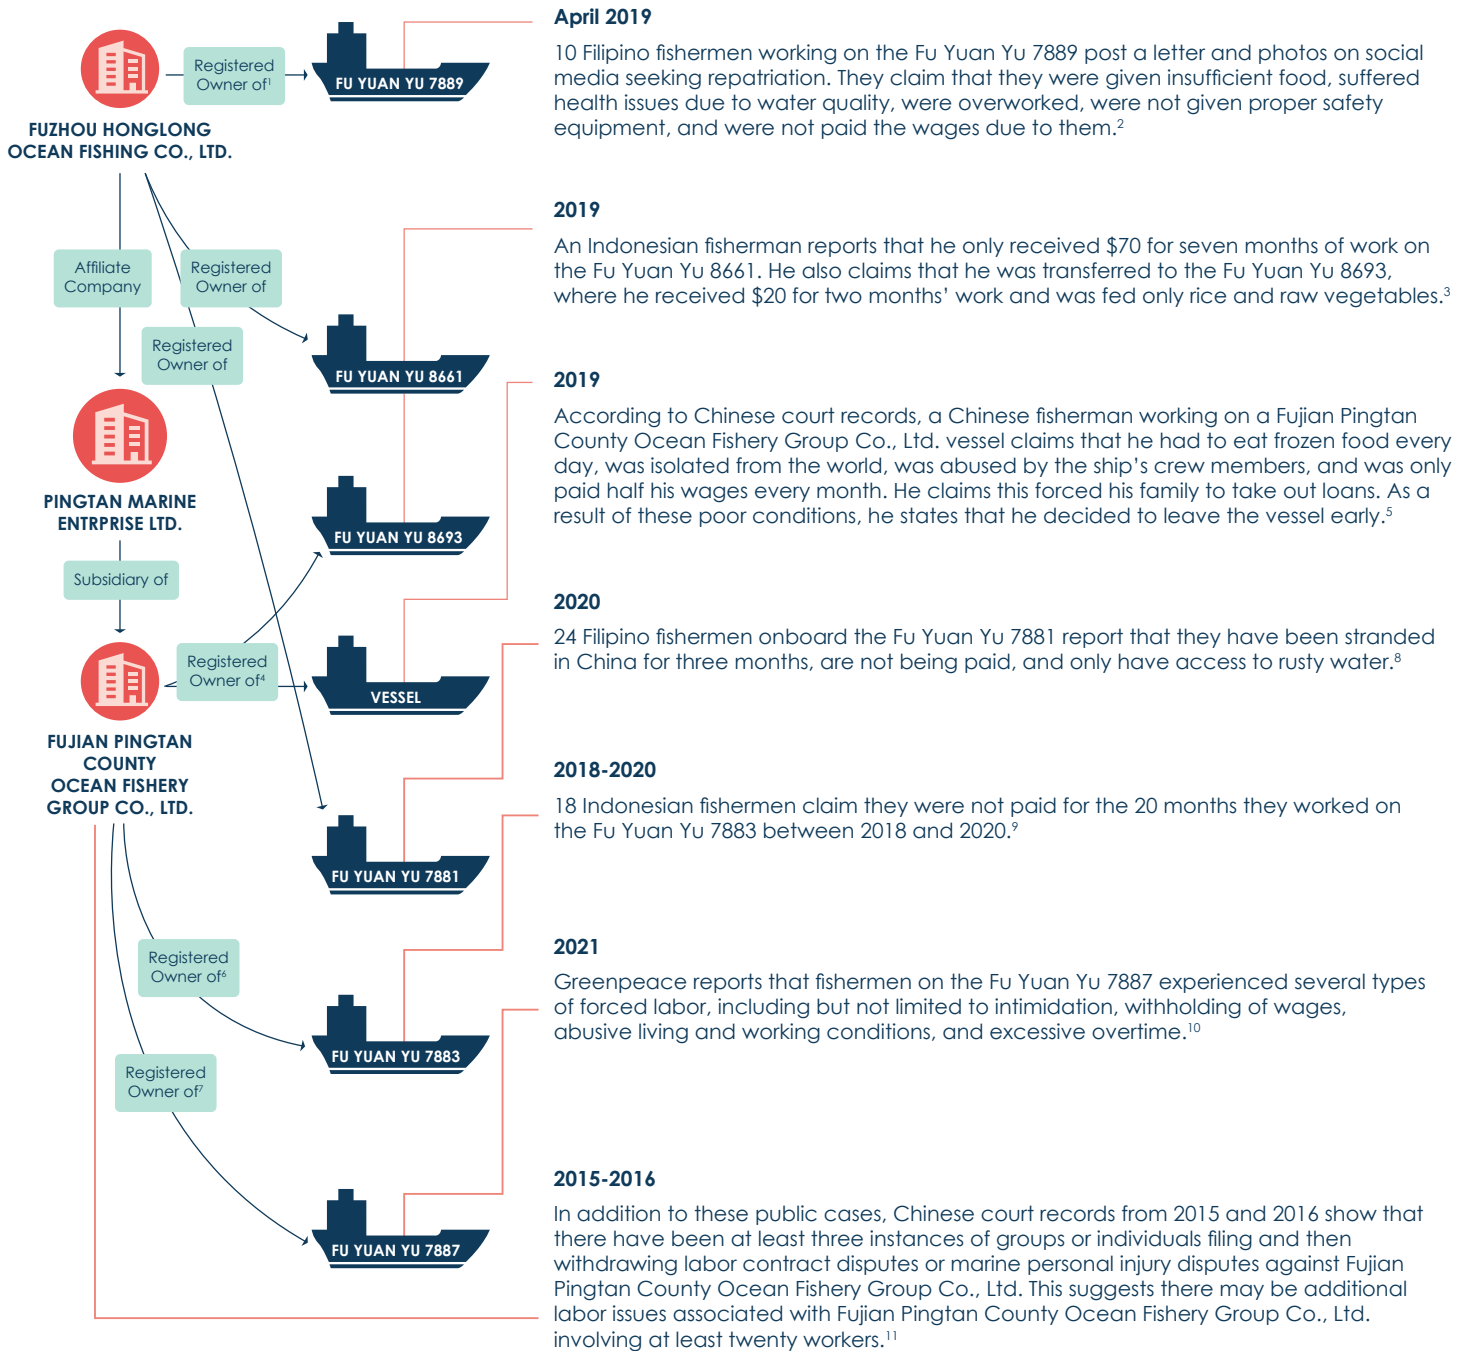 April 2019
10 Filipino fishermen working on the Fu Yuan Yu 7889 post a letter and photos on social
media seeking repatriation. They claim that they were given insufficient food, suffered
health issues due to water quality, were overworked, were not given proper safety
equipment, and were not paid the wages due to them.²
Registered
Owner of¹
FU YUAN YU 7889
FUZHOU HONGLONG
OCEAN FISHING CO., LTD.
2019
An Indonesian fisherman reports that he only received $70 for seven months of work on
the Fu Yuan Yu 8661. He also claims that he was transferred to the Fu Yuan Yu 8693,
where he received $20 for two months’ work and was fed only rice and raw vegetables.³
Affiliate
Company
Registered
Owner of
Registered
Owner of
FU YUAN YU 8661
2019
According to Chinese court records, a Chinese fisherman working on a Fujian Pingtan
County Ocean Fishery Group Co., Ltd. vessel claims that he had to eat frozen food every
day, was isolated from the world, was abused by the ship’s crew members, and was only
paid half his wages every month. He claims this forced his family to take out loans. As a
result of these poor conditions, he states that he decided to leave the vessel early.⁵
PINGTAN MARINE
ENTRPRISE LTD.
FU YUAN YU 8693
Subsidiary of
2020
24 Filipino fishermen onboard the Fu Yuan Yu 7881 report that they have been stranded
in China for three months, are not being paid, and only have access to rusty water.⁸
Registered
Owner of⁴
VESSEL
FUJIAN PINGTAN
COUNTY
OCEAN FISHERY
GROUP CO., LTD.
2018-2020
18 Indonesian fishermen claim they were not paid for the 20 months they worked on
the Fu Yuan Yu 7883 between 2018 and 2020.⁹
FU YUAN YU 7881
2021
Greenpeace reports that fishermen on the Fu Yuan Yu 7887 experienced several types
of forced labor, including but not limited to intimidation, withholding of wages,
abusive living and working conditions, and excessive overtime.¹⁰
Registered
Owner of⁶
FU YUAN YU 7883
Registered
Owner of⁷
FU YUAN YU 7887
2015-2016
In addition to these public cases, Chinese court records from 2015 and 2016 show that
there have been at least three instances of groups or individuals filing and then
withdrawing labor contract disputes or marine personal injury disputes against Fujian
Pingtan County Ocean Fishery Group Co., Ltd. This suggests there may be additional
labor issues associated with Fujian Pingtan County Ocean Fishery Group Co., Ltd.
involving at least twenty workers.¹¹